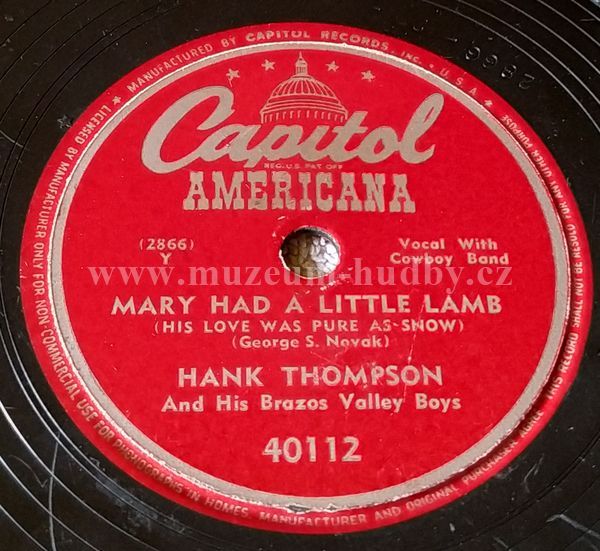 MANUFACTURED BY CAPITOL RECORDS, INC. U.S.A.
Capitol
REG. U.S. PAT. OFF.
AMERICANA
(2866)
Y
Vocal With
Cowboy Band
www.muzeum-hudby.cz
MARY HAD A LITTLE LAMB
(HIS LOVE WAS PURE AS SNOW)
(George S. Novak)
HANK THOMPSON
And His Brazos Valley Boys
40112
LICENSED BY MANUFACTURER ONLY FOR NON-COMMERCIAL USE FOR PHONOGRAPHS IN HOMES. MANUFACTURER AND ORIGINAL PURCHASER AGREE THIS RECORD SHALL NOT BE RESOLD FOR ANY OTHER PURPOSE
2866